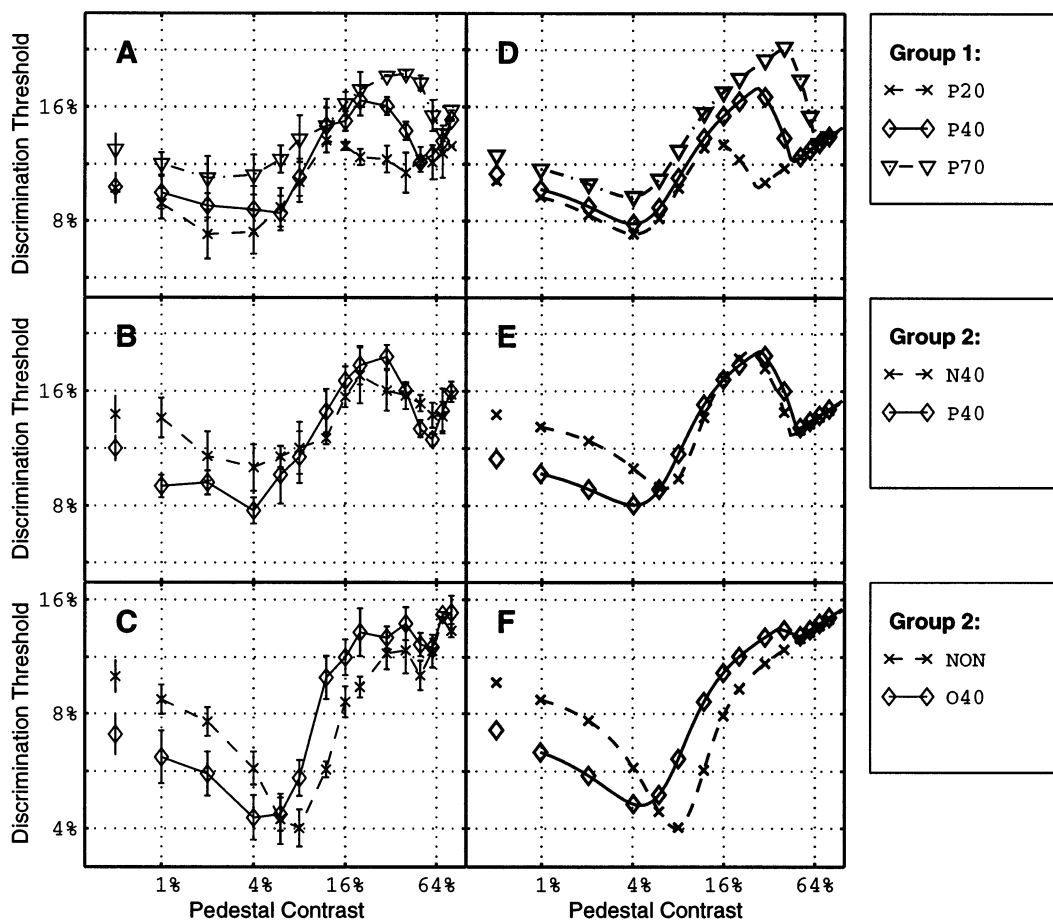 A
D
Discrimination Threshold
16%
8%
Group 1:
P20
P40
P70
B
E
Discrimination Threshold
16%
8%
Group 2:
N40
P40
C
F
Discrimination Threshold
16%
8%
4%
Group 2:
NON
O40
1% 4% 16% 64%
1% 4% 16% 64%
Pedestal Contrast
Pedestal Contrast